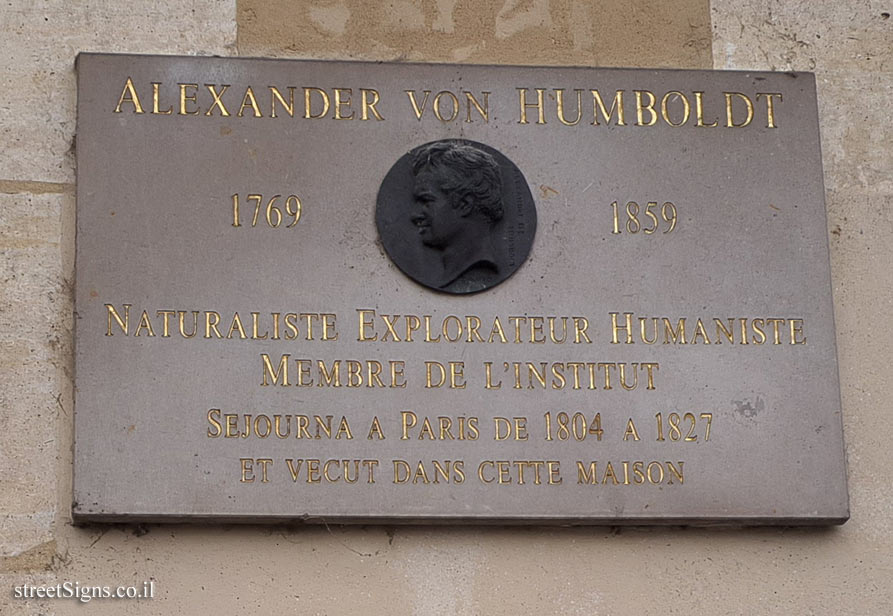 ALEXANDER VON HUMBOLDT
1769
1859
NATURALISTE EXPLORATEUR HUMANISTE
MEMBRE DE L'INSTITUT
SEJOURNA A PARIS DE 1804 A 1827
ET VECUT DANS CETTE MAISON
streetSigns.co.il